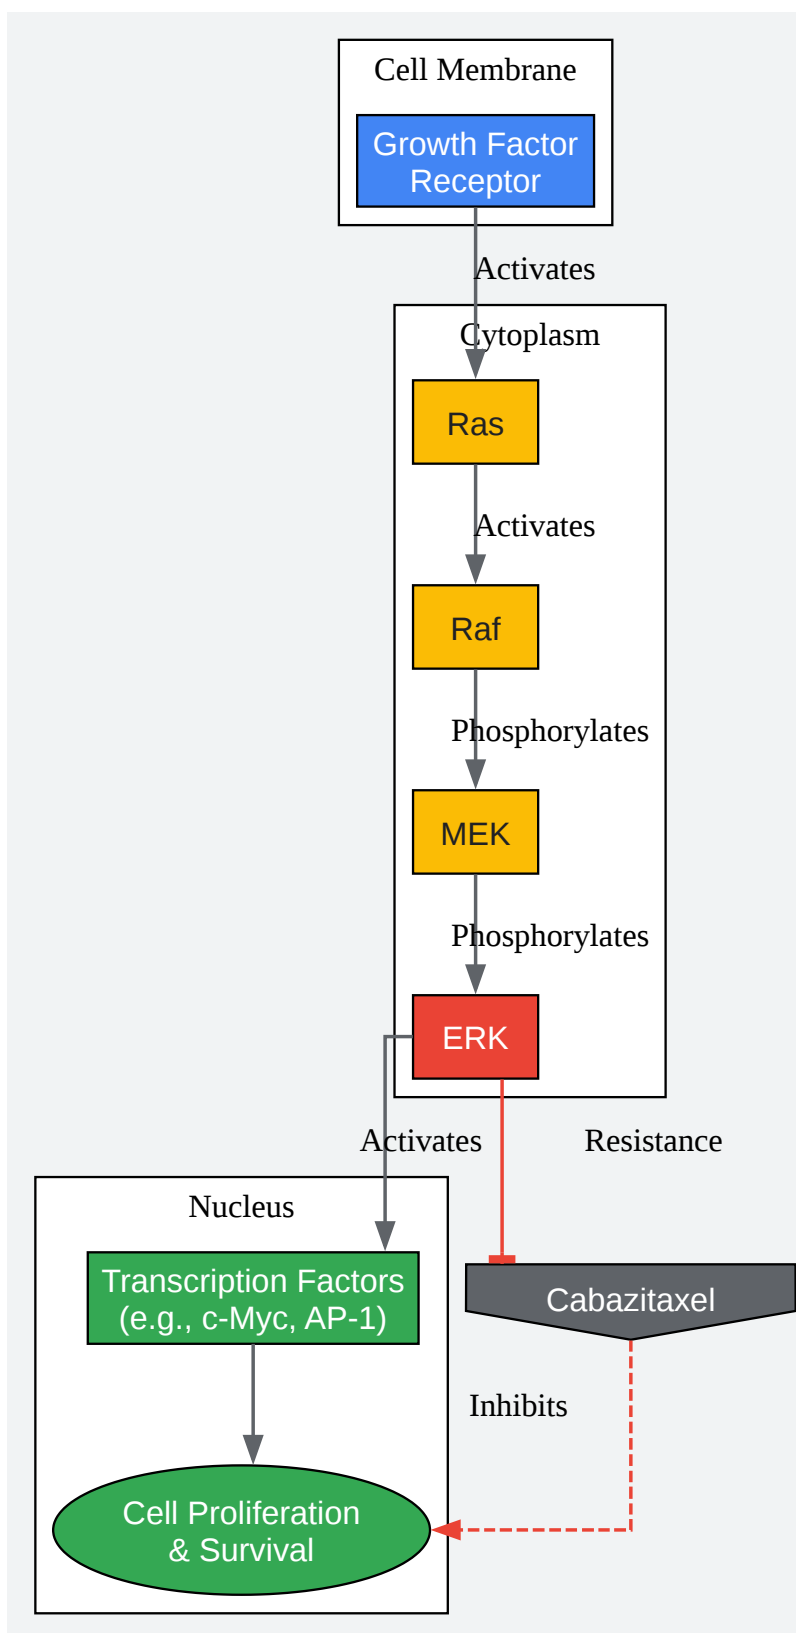 Cell Membrane
Growth Factor
Receptor
Activates
Cytoplasm
Ras
Activates
Raf
Phosphorylates
MEK
Phosphorylates
ERK
Activates
Resistance
Nucleus
Transcription Factors
(e.g., c-Myc, AP-1)
Cabazitaxel
Inhibits
Cell Proliferation
& Survival